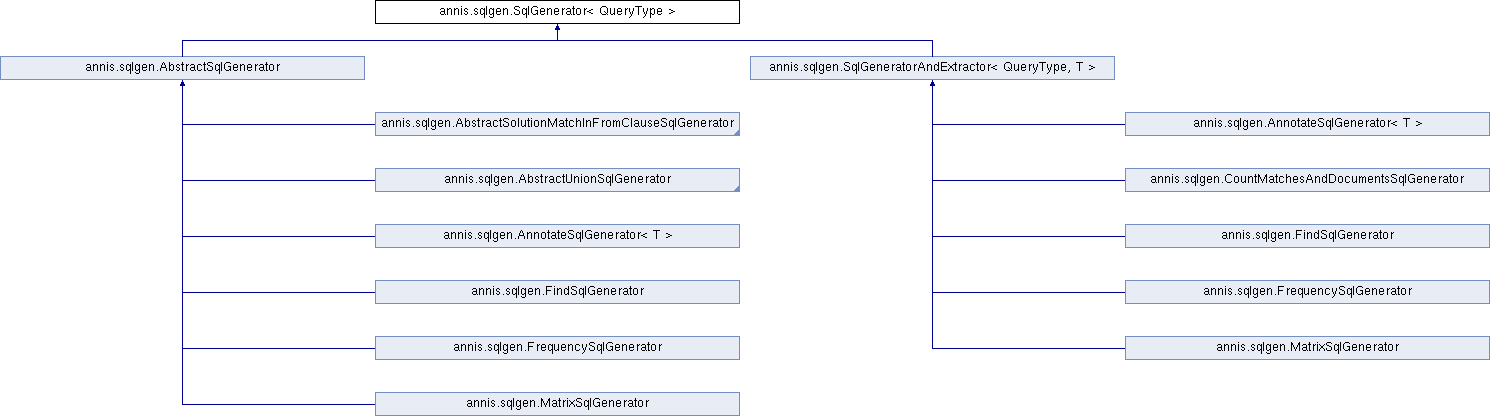 annis.sqlgen.SqlGenerator< QueryType >
annis.sqlgen.AbstractSqlGenerator
annis.sqlgen.SqlGeneratorAndExtractor< QueryType, T >
annis.sqlgen.AbstractSolutionMatchInFromClauseSqlGenerator
annis.sqlgen.AnnotateSqlGenerator< T >
annis.sqlgen.AbstractUnionSqlGenerator
annis.sqlgen.CountMatchesAndDocumentsSqlGenerator
annis.sqlgen.AnnotateSqlGenerator< T >
annis.sqlgen.FindSqlGenerator
annis.sqlgen.FindSqlGenerator
annis.sqlgen.FrequencySqlGenerator
annis.sqlgen.FrequencySqlGenerator
annis.sqlgen.MatrixSqlGenerator
annis.sqlgen.MatrixSqlGenerator